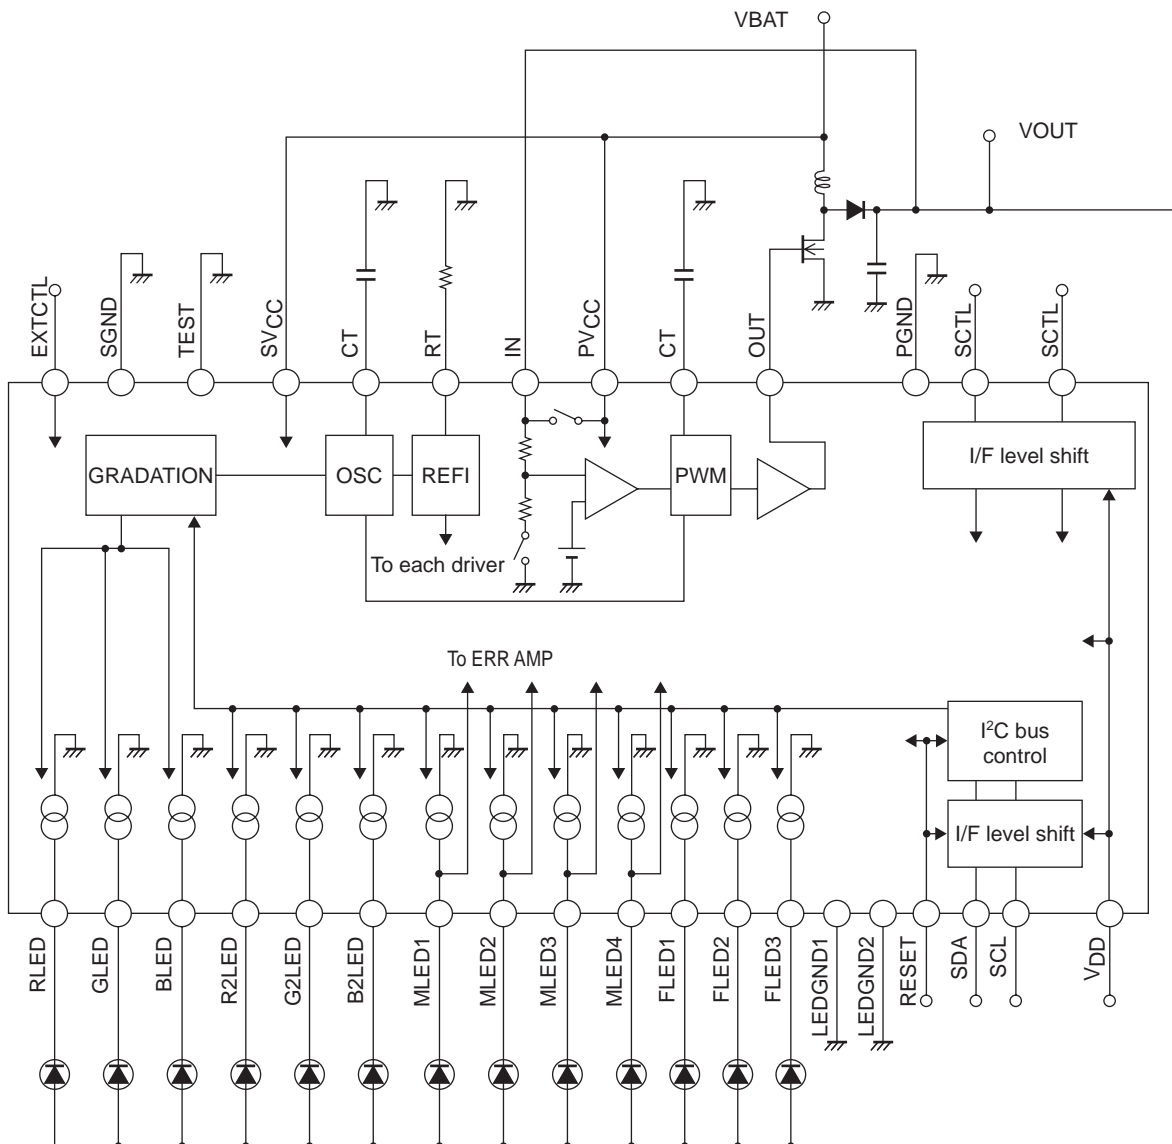 VBAT
VOUT
EXTCTL
SGND
TEST
SVCC
CT
RT
IN
PVCC
CT
OUT
PGND
SCTL
SCTL
GRADATION
OSC
REFI
PWM
I/F level shift
To each driver
To ERR AMP
I²C bus
control
I/F level shift
RLED
GLED
BLED
R2LED
G2LED
B2LED
MLED1
MLED2
MLED3
MLED4
FLED1
FLED2
FLED3
LEDGND1
LEDGND2
RESET
SDA
SCL
VDD